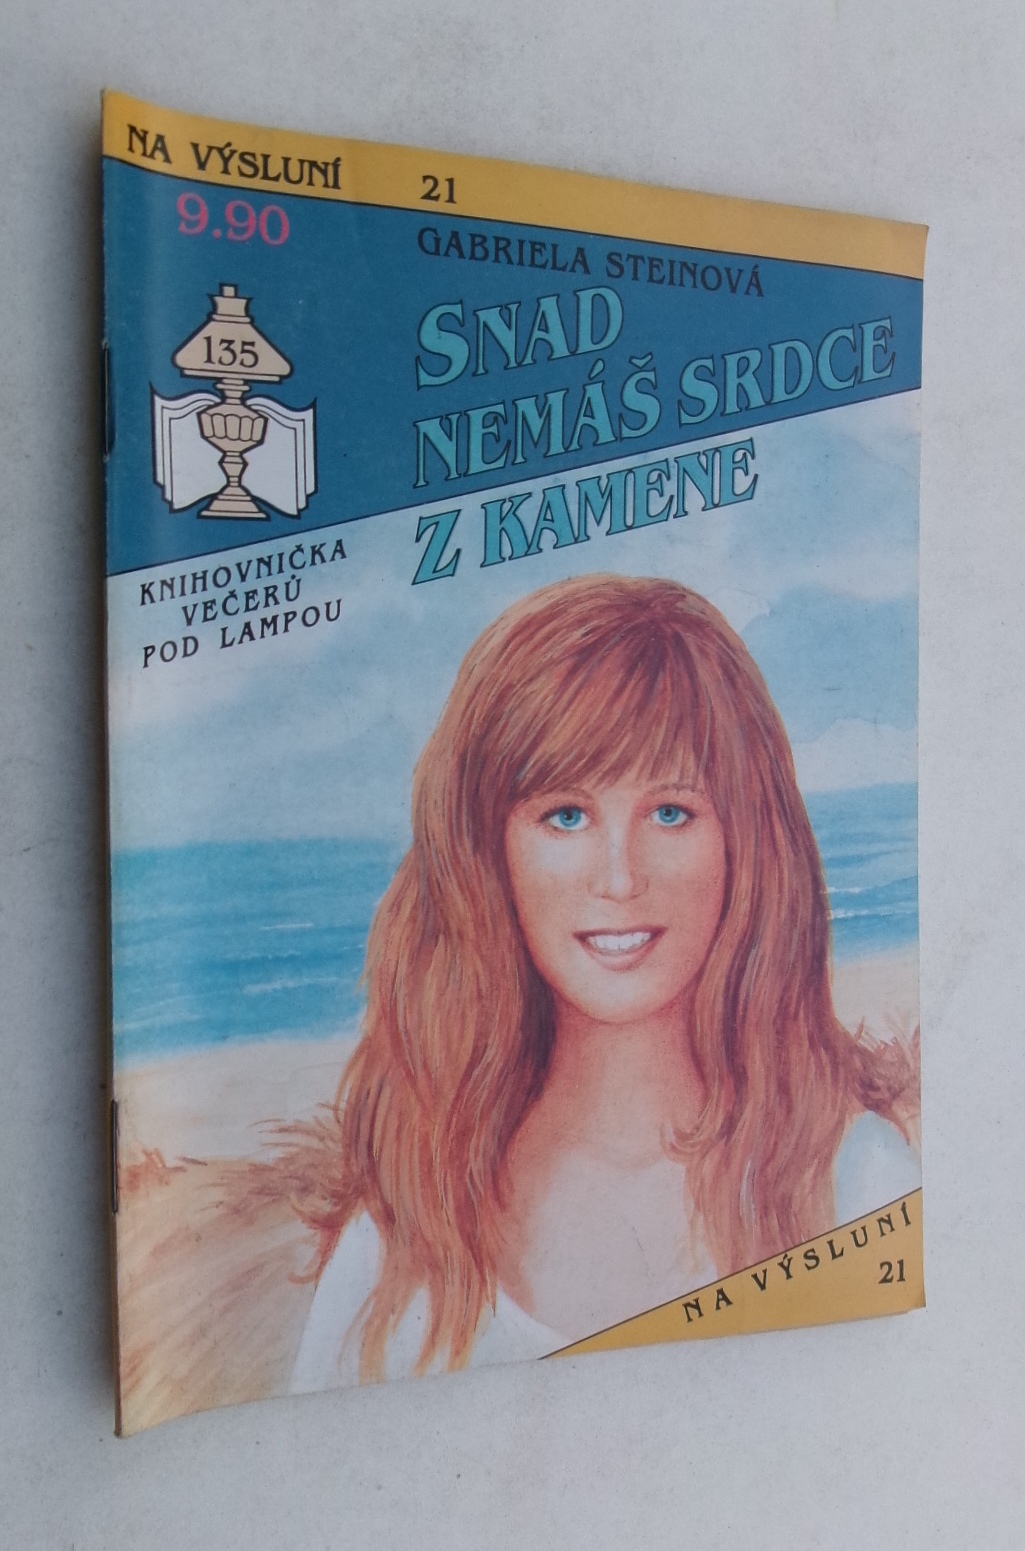 NA VÝSLUNÍ 21
9.90
GABRIELA STEINOVÁ
SNAD
NEMÁŠ SRDCE
Z KAMENE
135
KNIHOVNIČKA
VEČERŮ
POD LAMPOU
NA VÝSLUNÍ
21